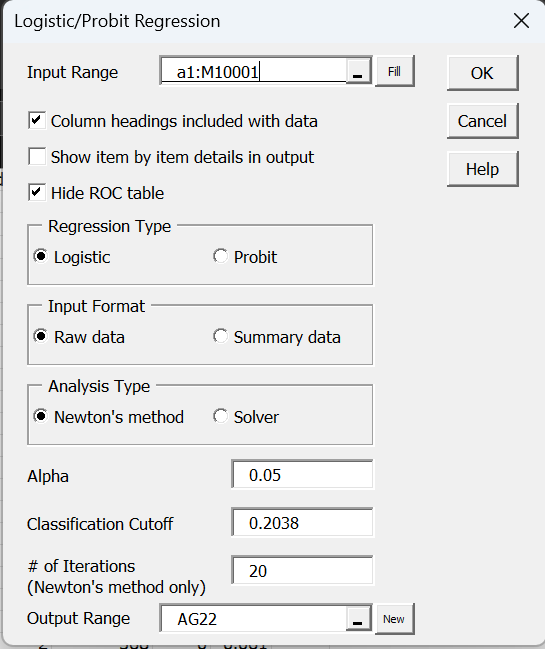 Logistic/Probit Regression
Input Range a1:M10001 Fill OK
Column headings included with data Cancel
Show item by item details in output Help
Hide ROC table
Regression Type
Logistic Probit
Input Format
Raw data Summary data
Analysis Type
Newton's method Solver
Alpha 0.05
Classification Cutoff 0.2038
# of Iterations
(Newton's method only) 20
Output Range AG22 New